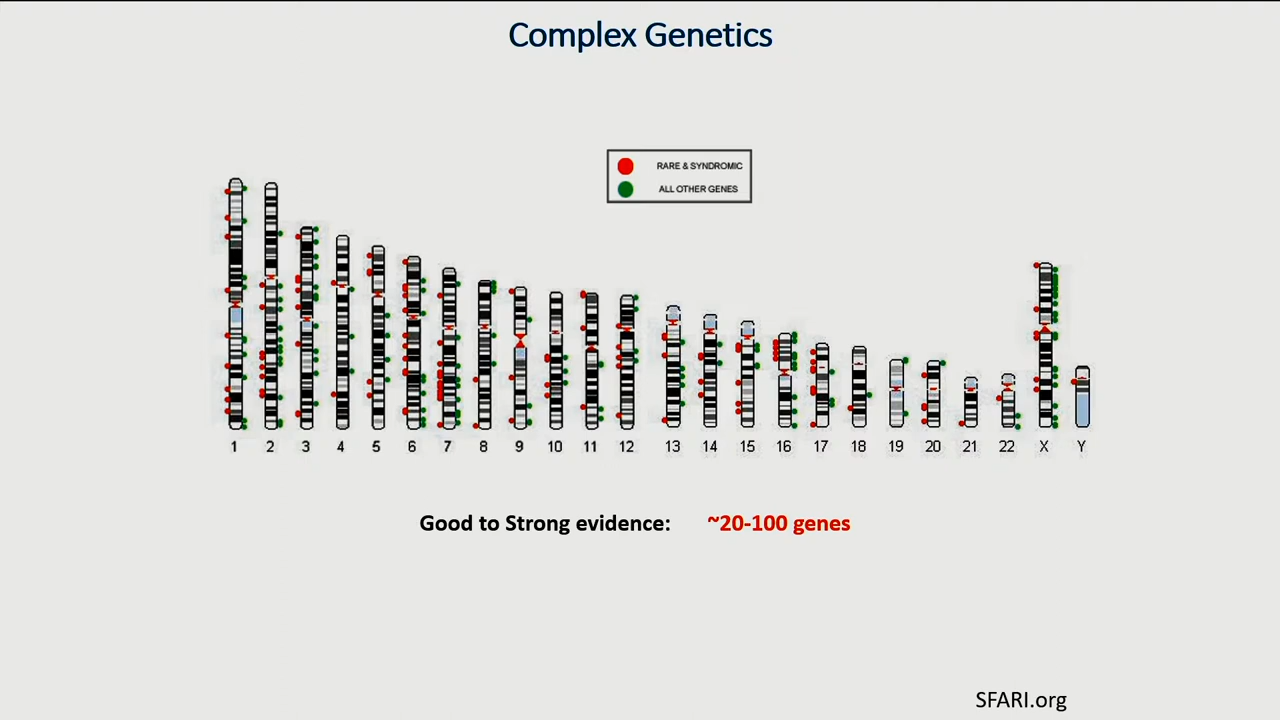 Complex Genetics
RARE & SYNDROMIC
ALL OTHER GENES
1 2 3 4 5 6 7 8 9 10 11 12 13 14 15 16 17 18 19 20 21 22 X Y
Good to Strong evidence: ~20-100 genes
SFARI.org